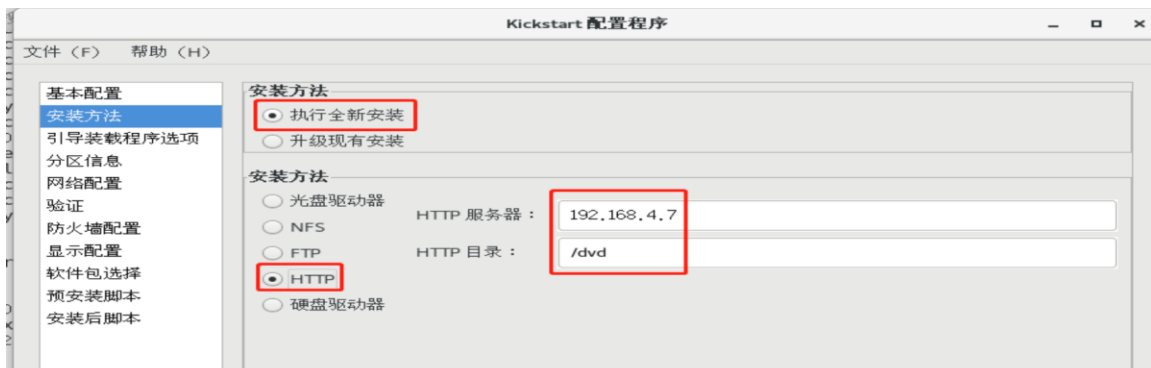 Kickstart 配置程序
文件 (F) 帮助 (H)
基本配置
安装方法
引导装载程序选项
分区信息
网络配置
验证
防火墙配置
显示配置
软件包选择
预安装脚本
安装后脚本
安装方法
执行全新安装
升级现有安装
安装方法
光盘驱动器
NFS
FTP
HTTP
硬盘驱动器
HTTP 服务器： 192.168.4.7
HTTP 目录： /dvd